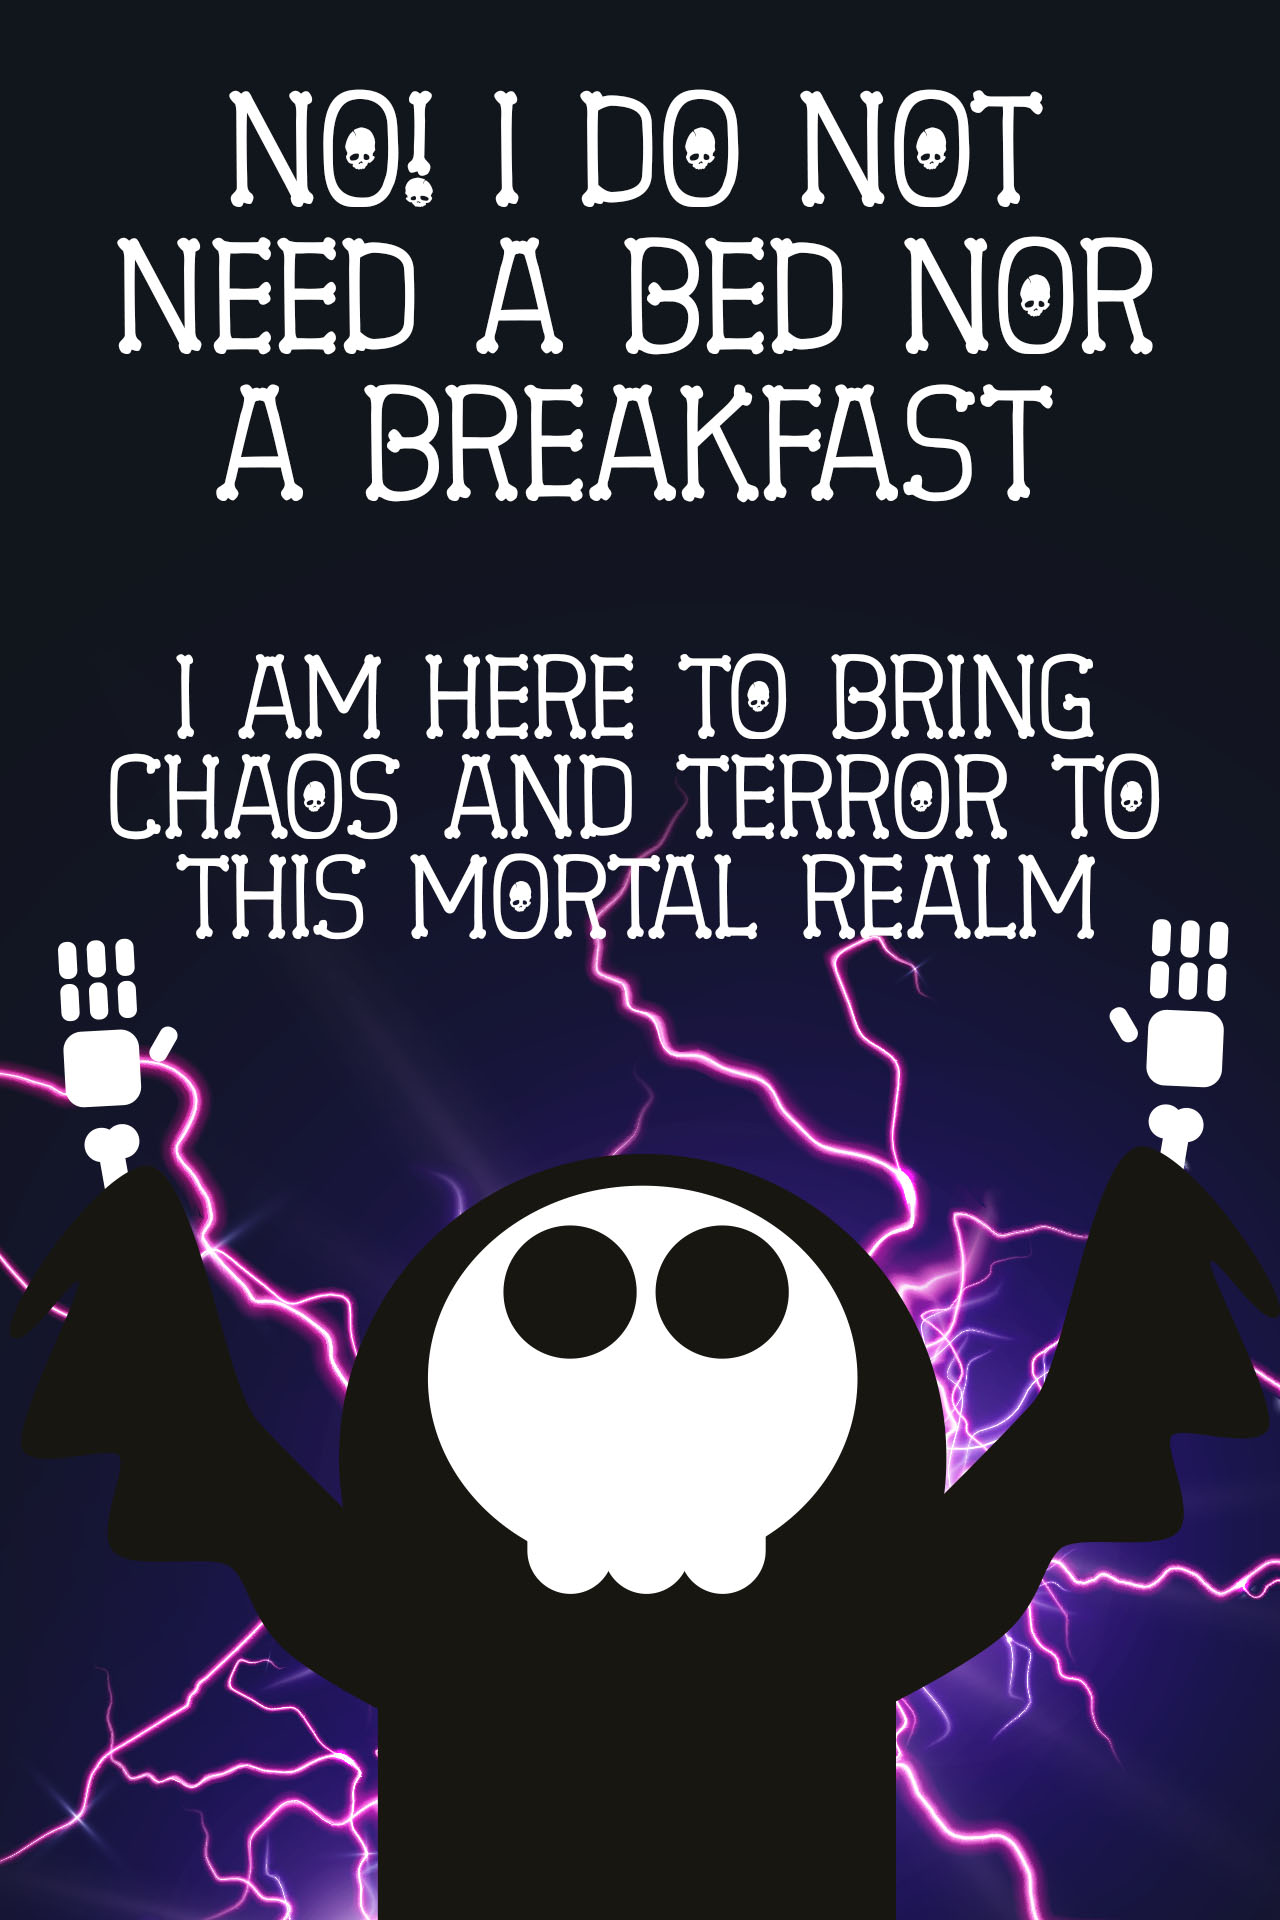 NO! I DO NOT
NEED A BED NOR
A BREAKFAST
I AM HERE TO BRING
CHAOS AND TERROR TO
THIS MORTAL REALM